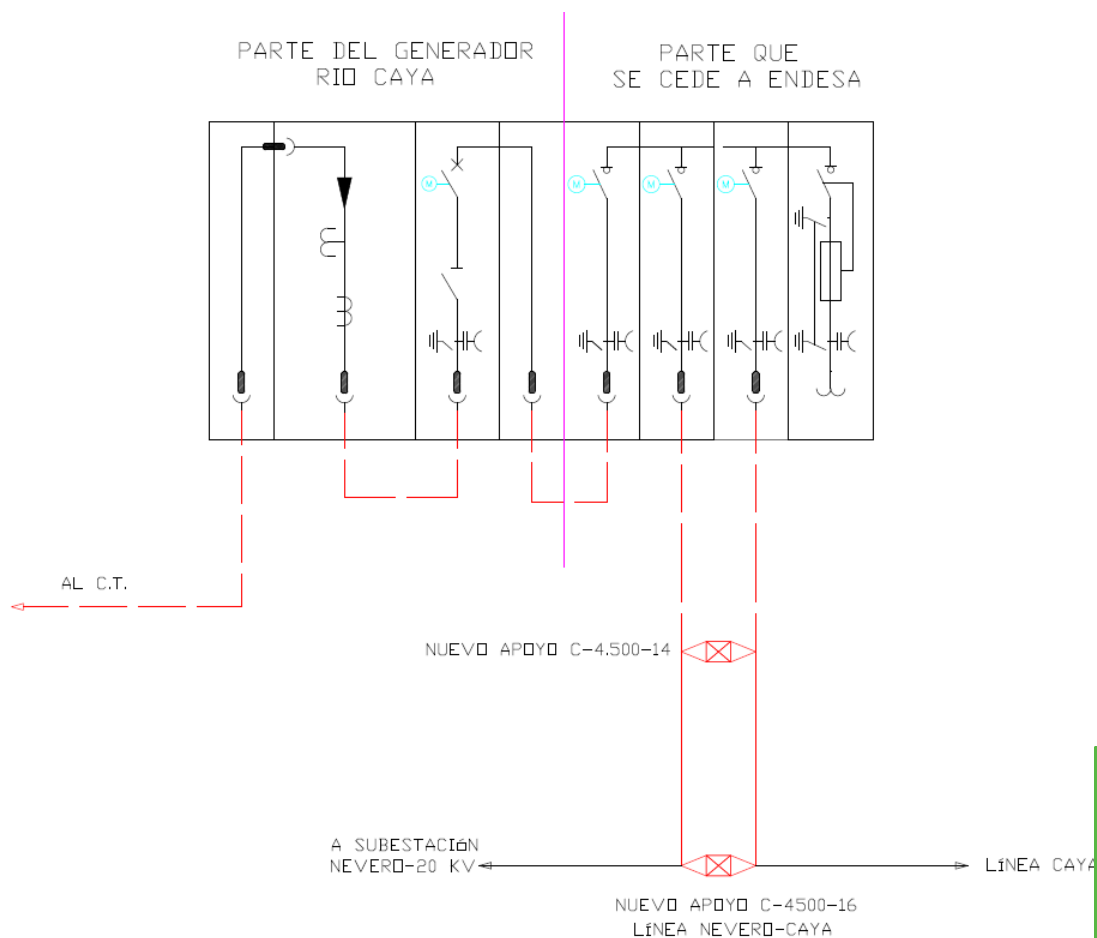 PARTE DEL GENERADOR
RIO CAYA
PARTE QUE
SE CEDE A ENDESA
M
M
M
M
AL C.T.
NUEVO APOYO C-4.500-14
A SUBESTACIóN
NEVERO-20 KV
LíNEA CAYA
NUEVO APOYO C-4500-16
LíNEA NEVERO-CAYA